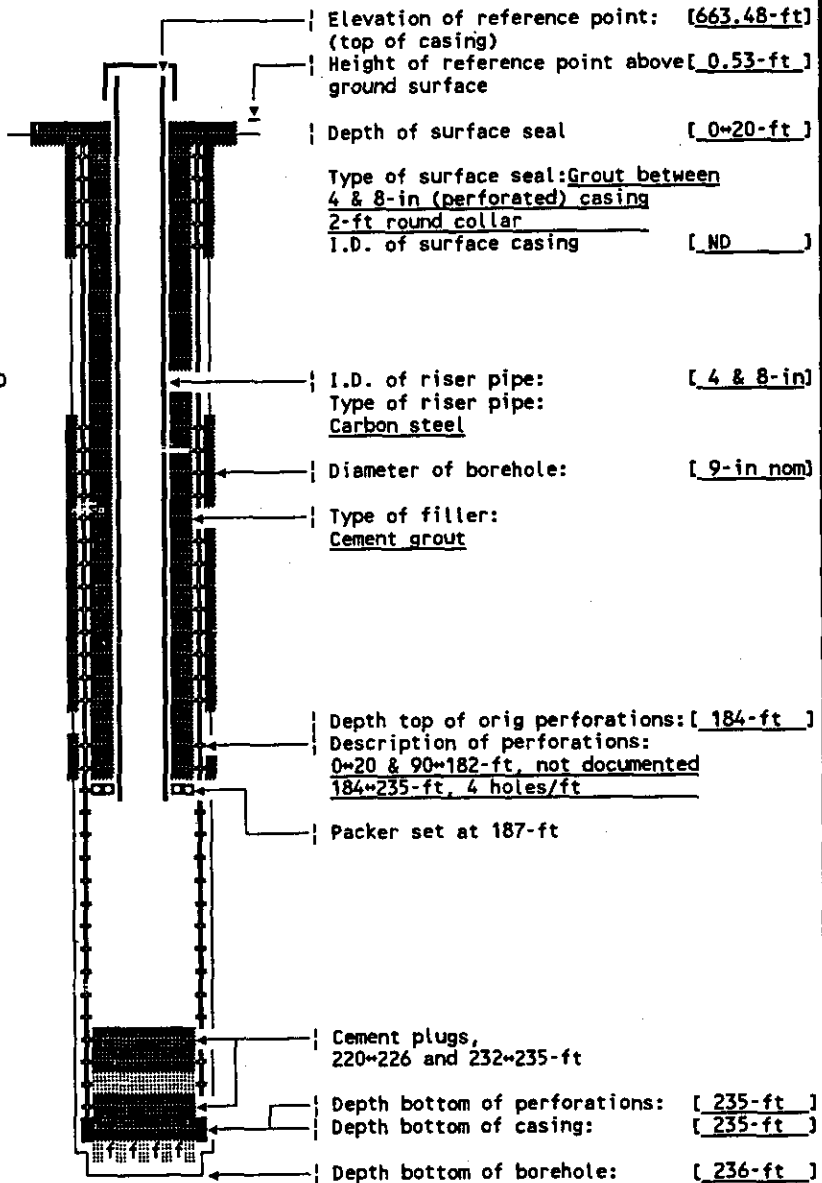 Elevation of reference point: [663.48-ft]
(top of casing)
Height of reference point above[ 0.53-ft ]
ground surface
Depth of surface seal [ 0↔20-ft ]
Type of surface seal:Grout between
4 & 8-in (perforated) casing
2-ft round collar
I.D. of surface casing [ ND ]
I.D. of riser pipe: [ 4 & 8-in]
Type of riser pipe:
Carbon steel
Diameter of borehole: [ 9-in nom]
Type of filler:
Cement grout
Depth top of orig perforations:[ 184-ft ]
Description of perforations:
0↔20 & 90↔182-ft, not documented
184↔235-ft, 4 holes/ft
Packer set at 187-ft
Cement plugs,
220↔226 and 232↔235-ft
Depth bottom of perforations: [ 235-ft ]
Depth bottom of casing: [ 235-ft ]
Depth bottom of borehole: [ 236-ft ]